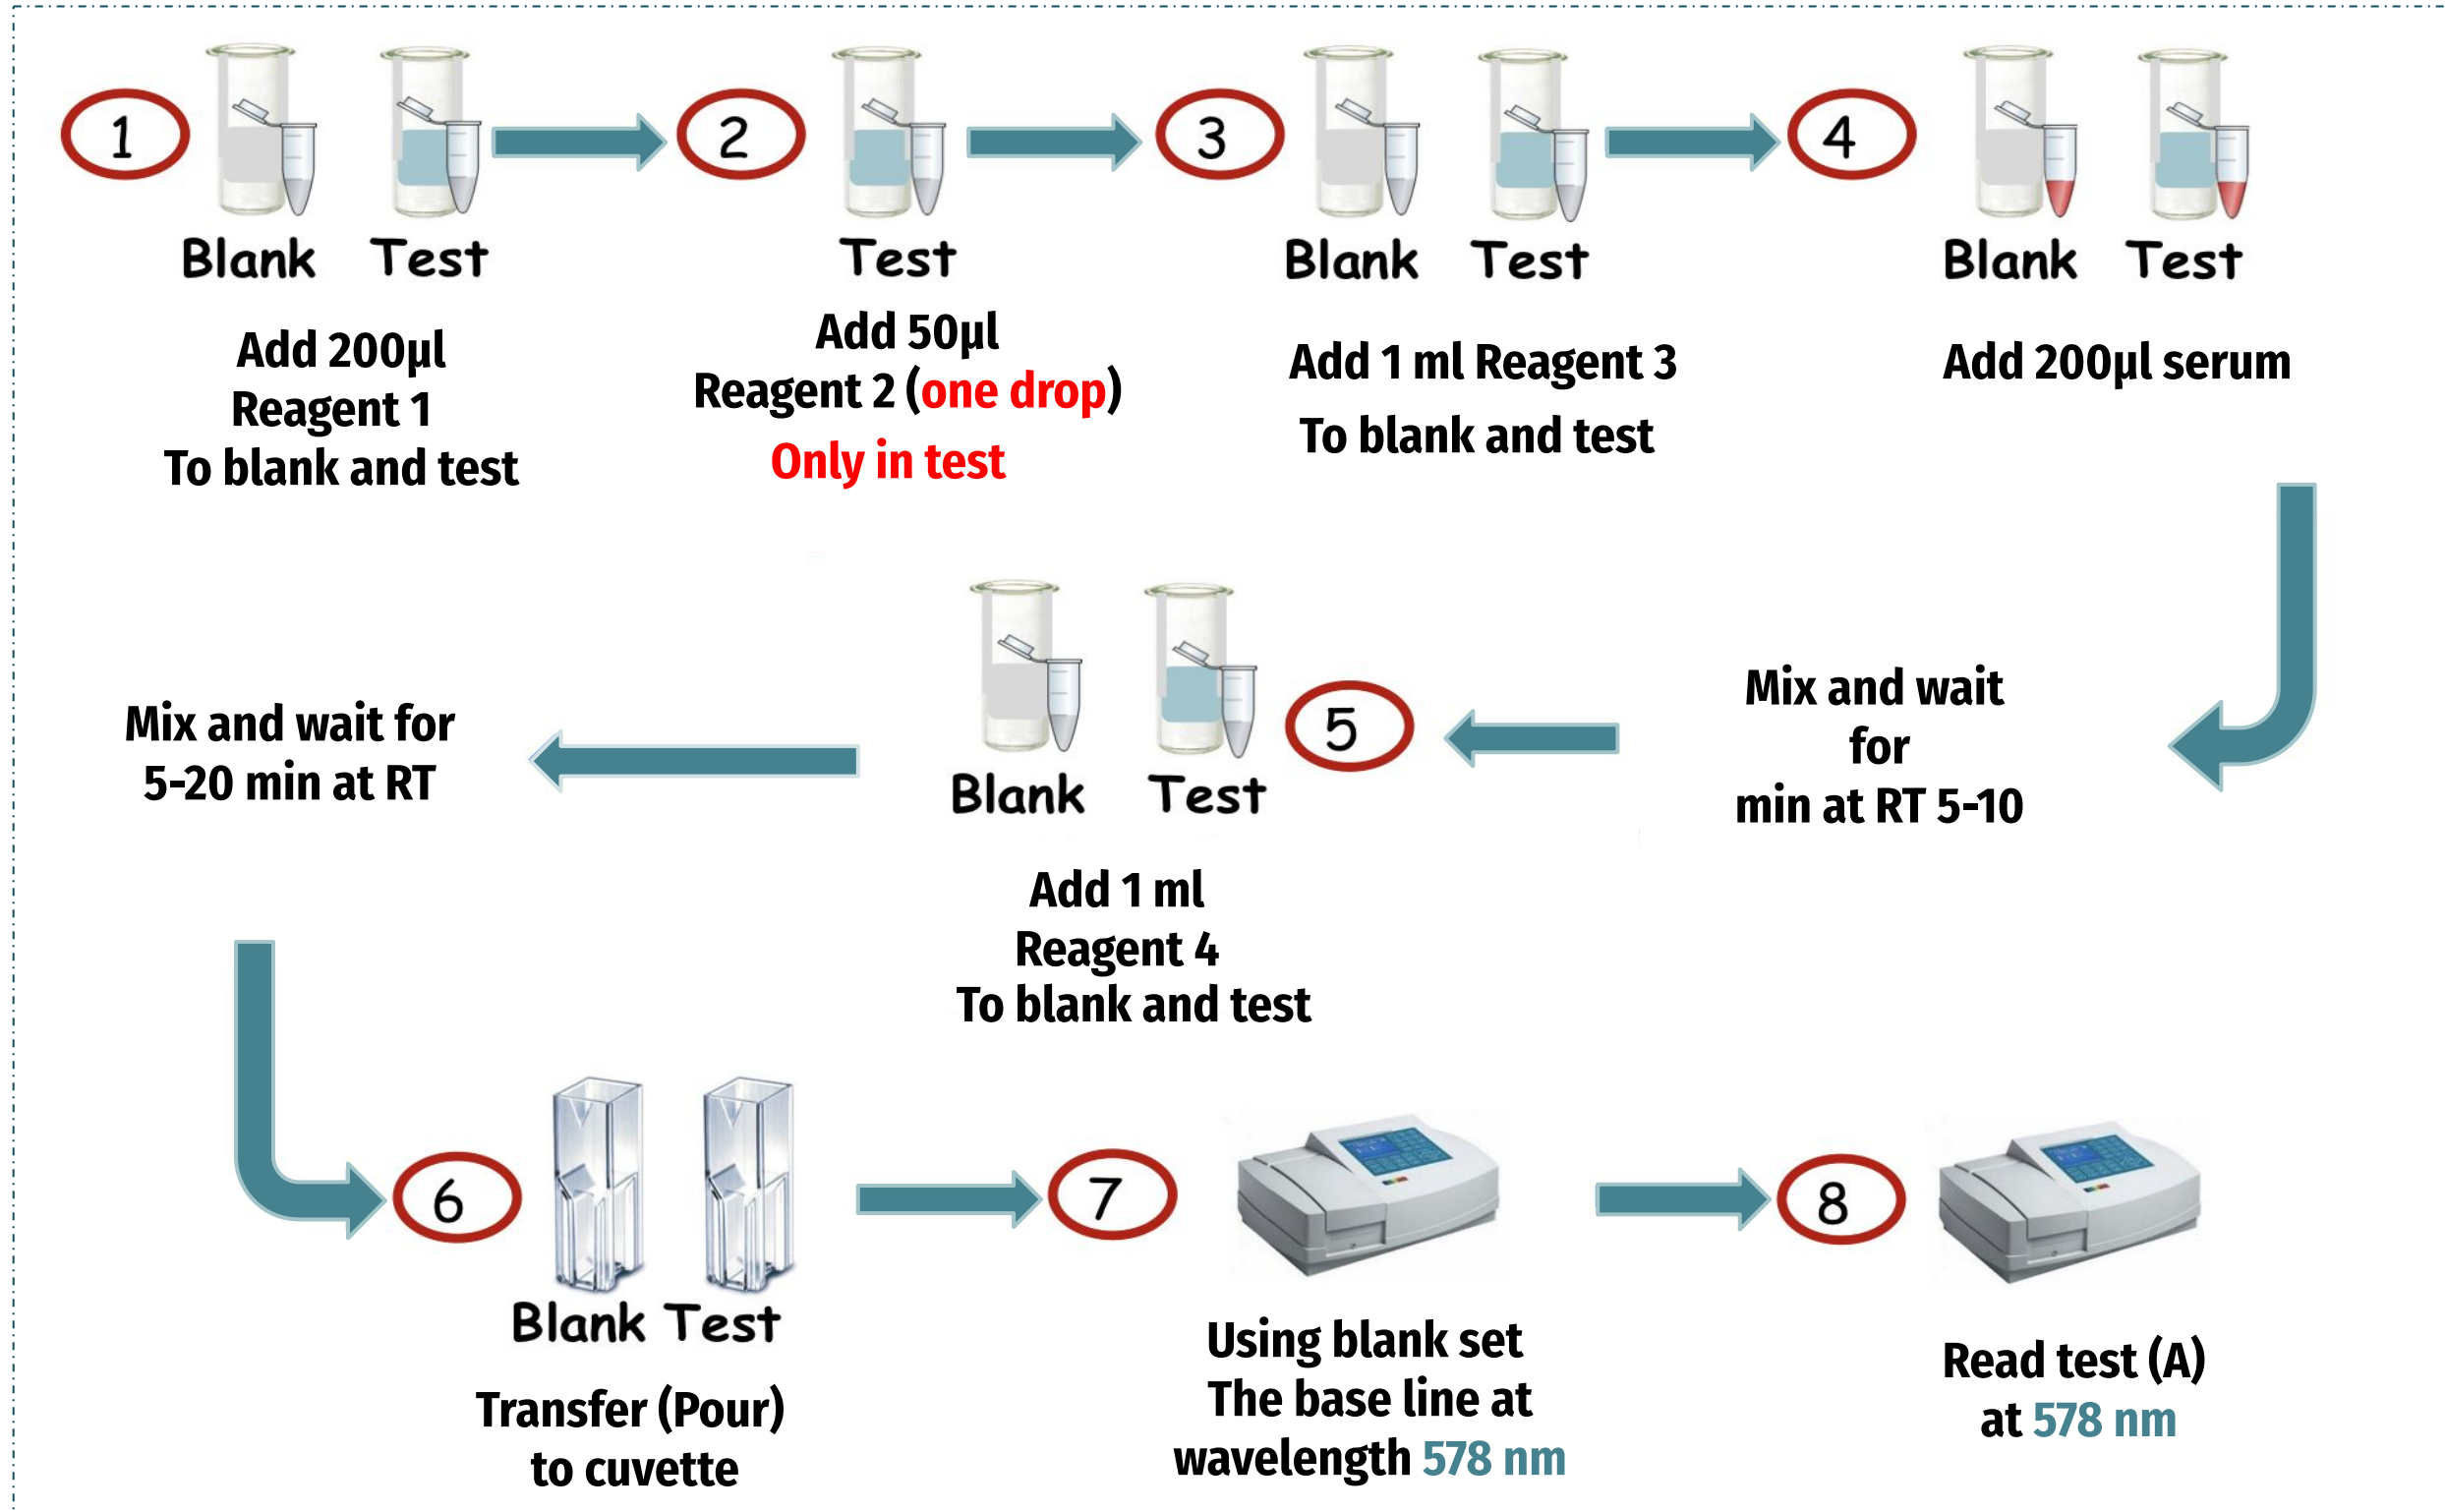 1
Blank
Test
Add 200µl
Reagent 1
To blank and test
2
Test
Add 50µl
Reagent 2 (one drop)
Only in test
3
Blank
Test
Add 1 ml Reagent 3
To blank and test
4
Blank
Test
Add 200µl serum
Mix and wait
for
min at RT 5-10
5
Blank
Test
Add 1 ml
Reagent 4
To blank and test
Mix and wait for
5-20 min at RT
6
Blank Test
Transfer (Pour)
to cuvette
7
Using blank set
The base line at
wavelength 578 nm
8
Read test (A)
at 578 nm